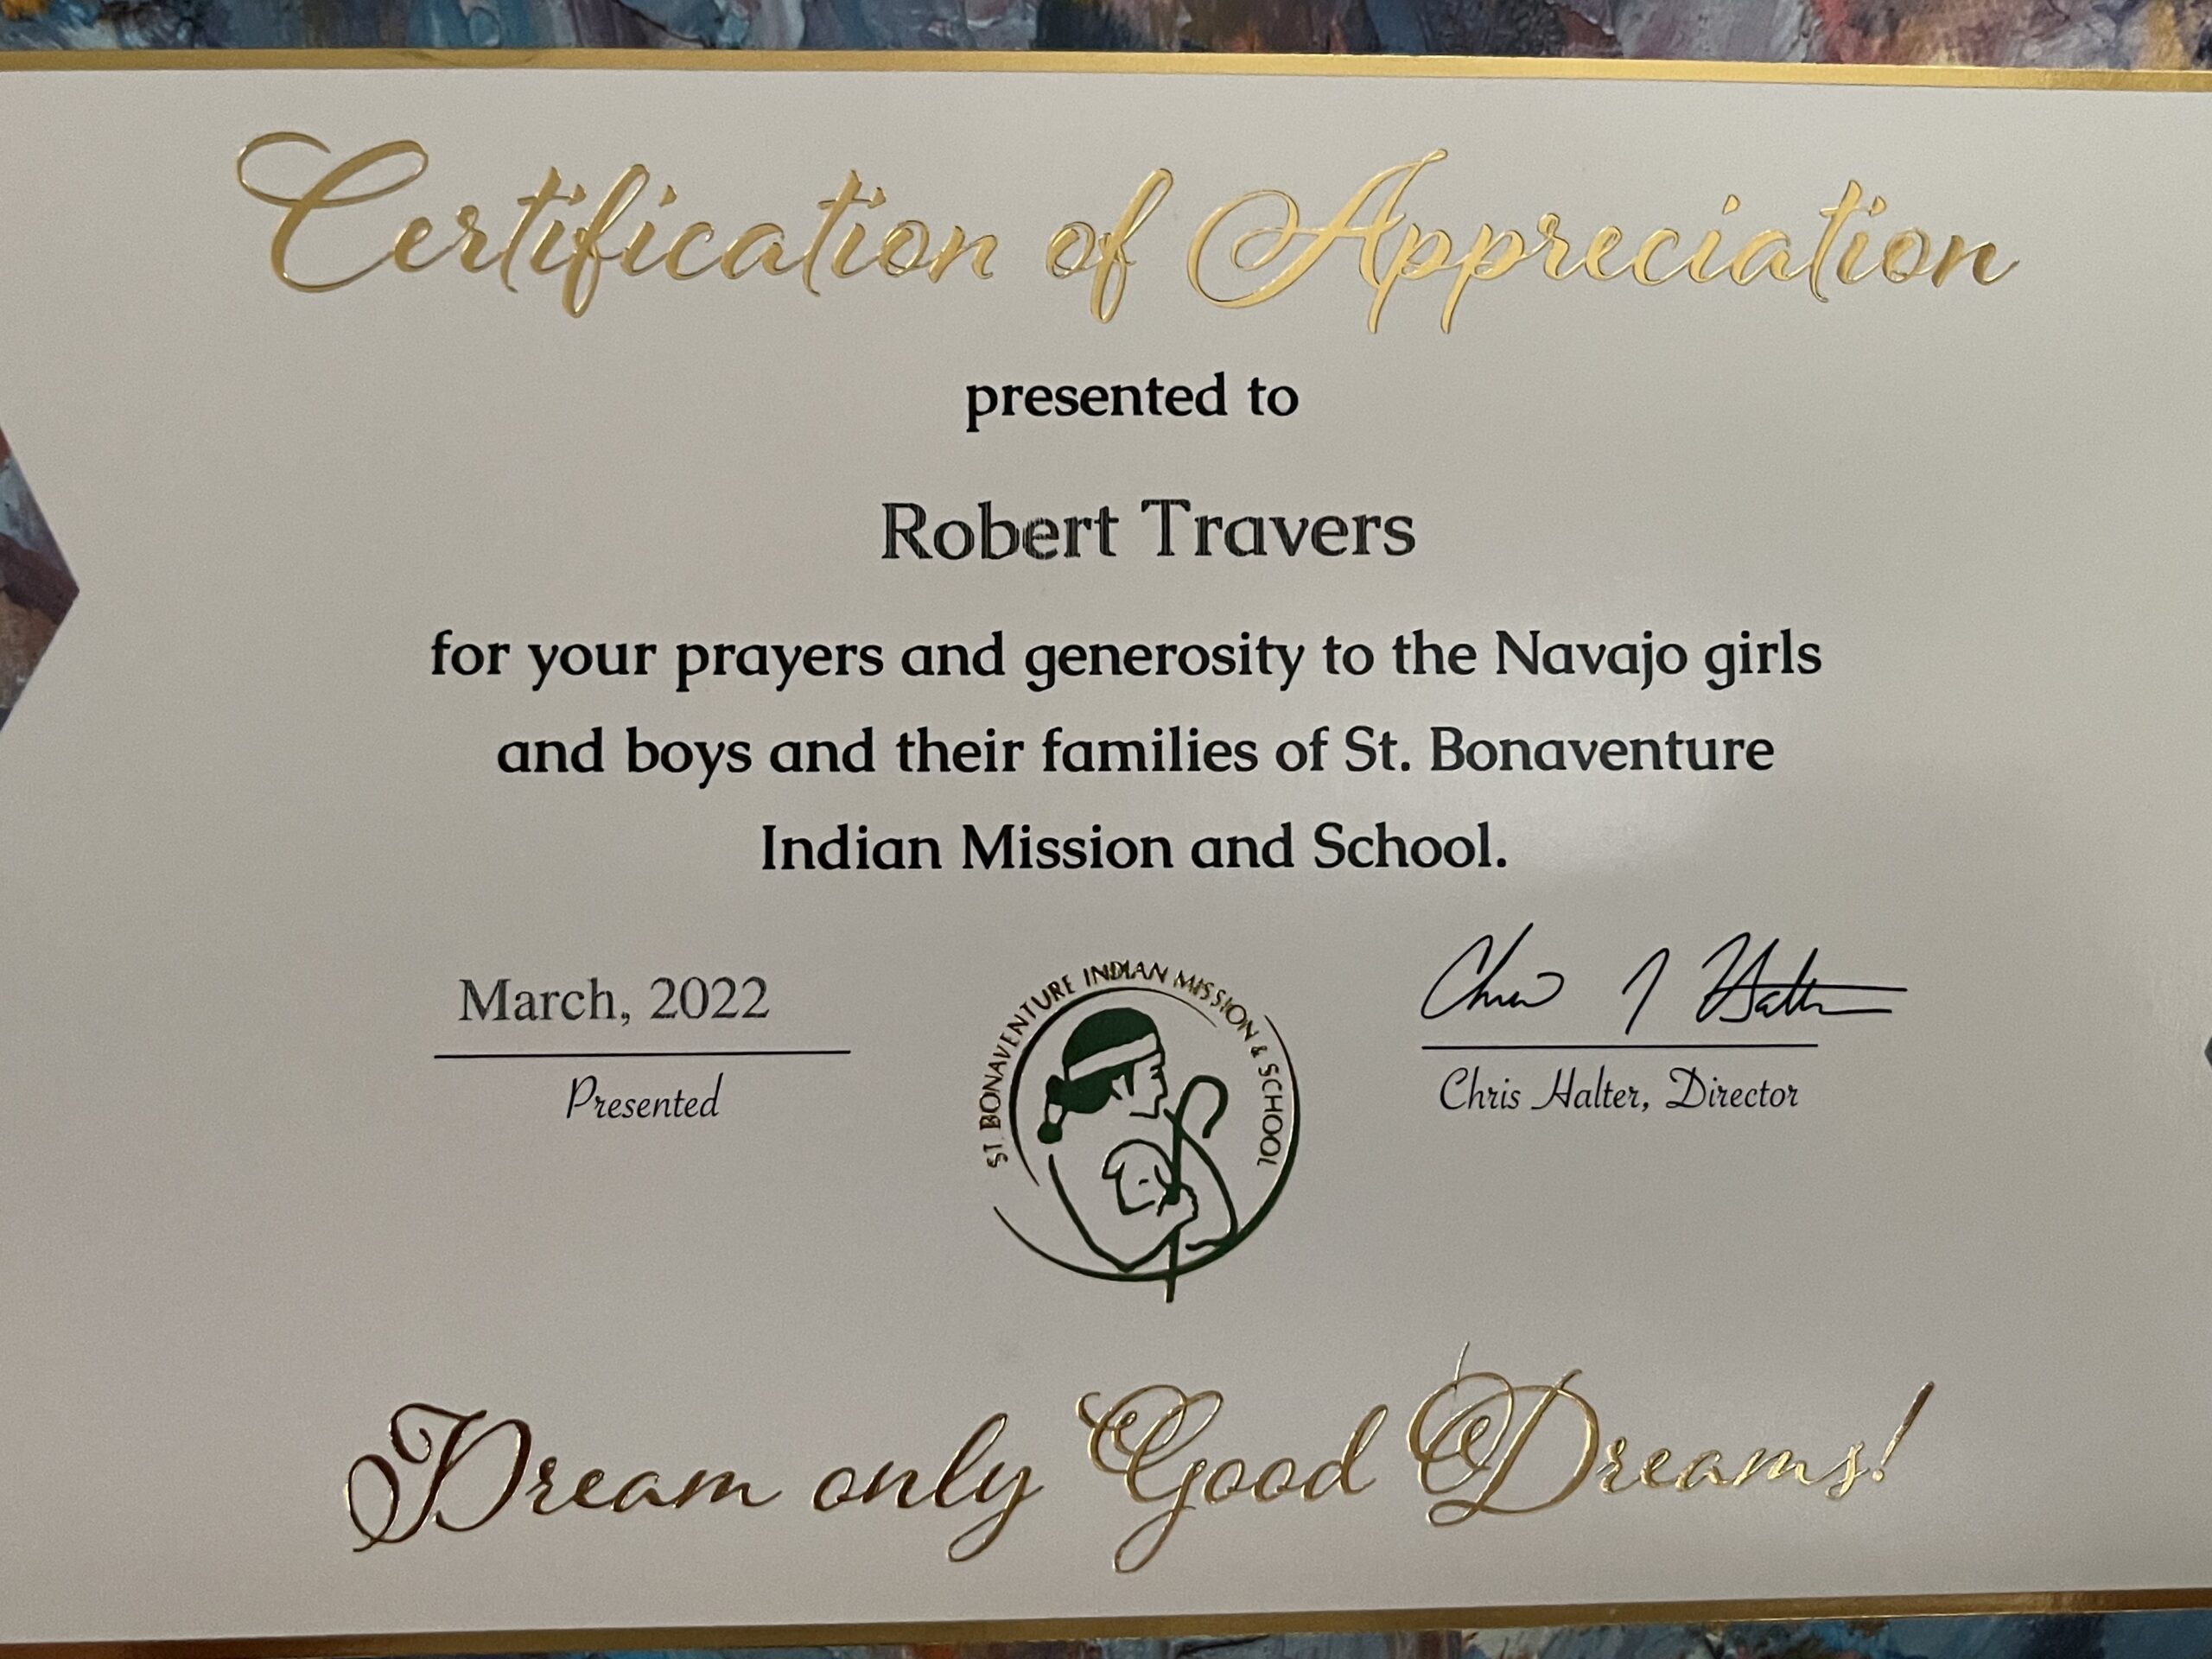 Certification of Appreciation
presented to
Robert Travers
for your prayers and generosity to the Navajo girls
and boys and their families of St. Bonaventure
Indian Mission and School.
March, 2022
Presented
ST. BONAVENTURE INDIAN MISSION & SCHOOL
Chris J Halter
Chris Halter, Director
Dream only Good Dreams!